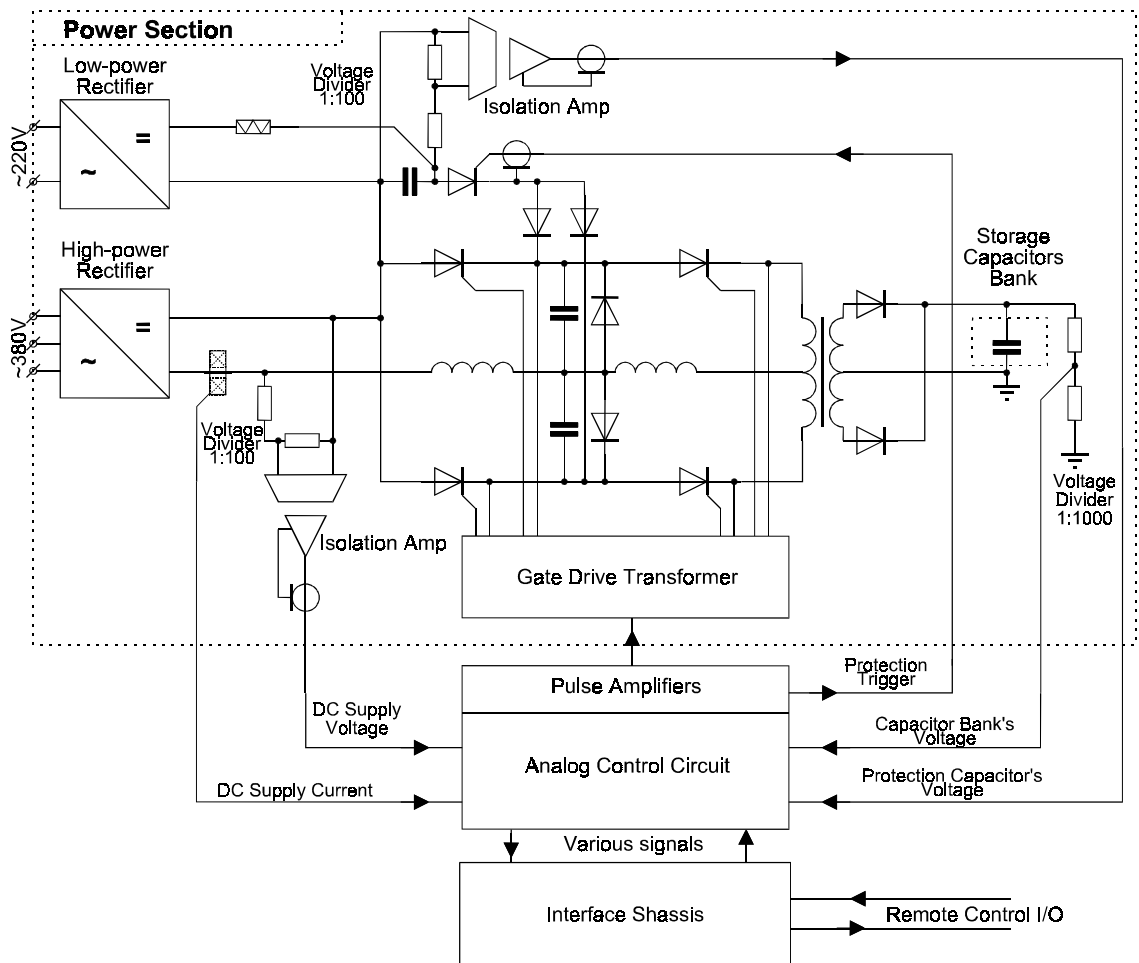 Power Section
Low-power
Rectifier
Voltage
Divider
1:100
Isolation Amp
=
~
~220V
High-power
Rectifier
=
~
~380V
Storage
Capacitors
Bank
Voltage
Divider
1:100
Isolation Amp
Voltage
Divider
1:1000
Gate Drive Transformer
Pulse Amplifiers
Protection
Trigger
DC Supply
Voltage
Capacitor Bank's
Voltage
Analog Control Circuit
DC Supply Current
Protection Capacitor's
Voltage
Various signals
Interface Shassis
Remote Control I/O